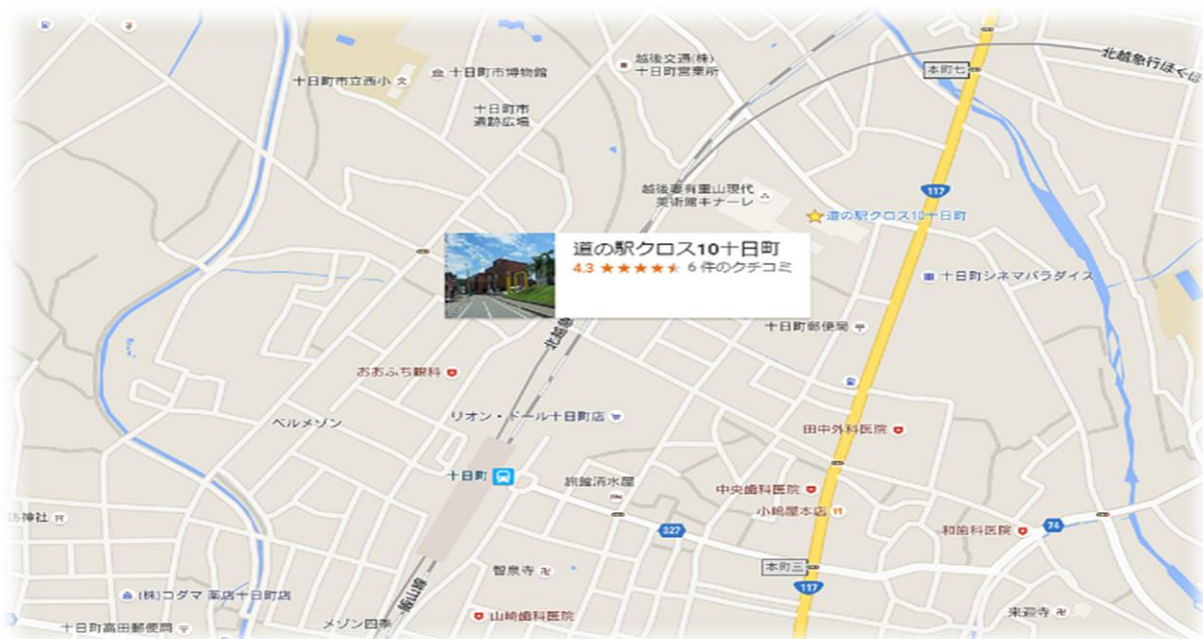 北越急行ほくほ
越後交通(株)
十日町営業所
本町七
十日町市博物館
十日町市立西小
十日町市
遺跡広場
117
越後妻有里山現代
美術館キナーレ
道の駅クロス10十日町
道の駅クロス10十日町
4.3 6 件のクチコミ
十日町シネマパラダイス
十日町郵便局
北越急
おおふち眼科
リオン・ドール十日町店
ベルメゾン
田中外科医院
十日町
旅館清水屋
中央歯科医院
小嶋屋本店
訪神社
327
和歯科医院
74
本町三
智泉寺
117
飯山線
(株)コダマ 薬店十日町店
メゾン四季
山崎歯科医院
来迎寺
十日町高田郵便局